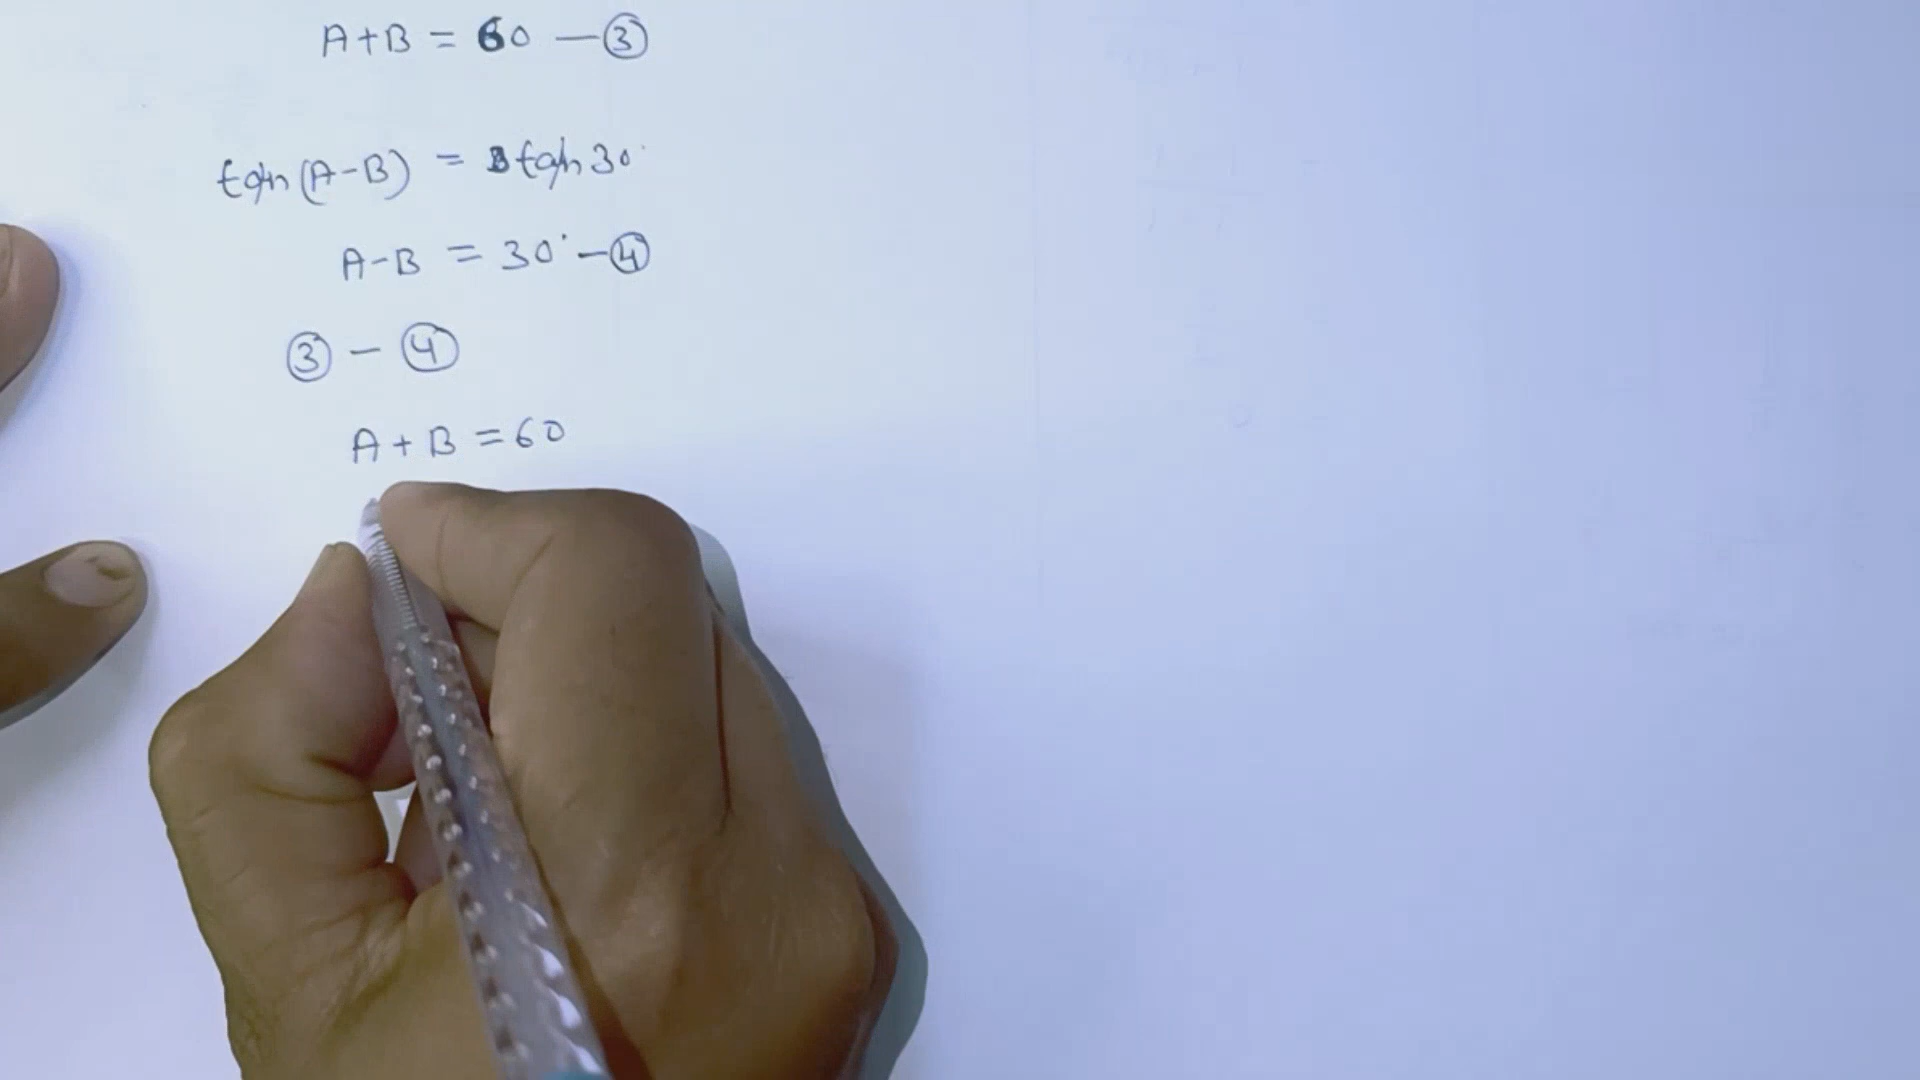 A+B = 60 — ③
tan (A-B) = tan 30°
A-B = 30° - ④
③ - ④
A + B = 60